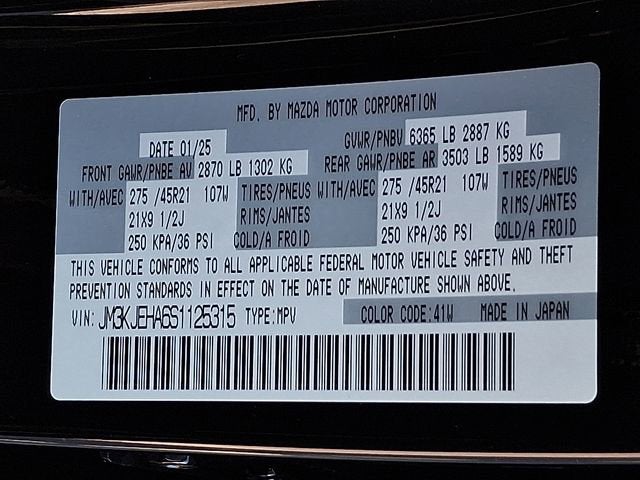 MFD. BY MAZDA MOTOR CORPORATION
DATE 01/25 GVWR/PNBV 6365 LB 2887 KG
FRONT GAWR/PNBE AV 2870 LB 1302 KG REAR GAWR/PNBE AR 3503 LB 1589 KG
WITH/AVEC 275 /45R21 107W TIRES/PNEUS WITH/AVEC 275 /45R21 107W TIRES/PNEUS
21X9 1/2J RIMS/JANTES 21X9 1/2J RIMS/JANTES
250 KPA/36 PSI COLD/A FROID 250 KPA/36 PSI COLD/A FROID
THIS VEHICLE CONFORMS TO ALL APPLICABLE FEDERAL MOTOR VEHICLE SAFETY AND THEFT
PREVENTION STANDARDS IN EFFECT ON THE DATE OF MANUFACTURE SHOWN ABOVE.
VIN: JM3KJEHA6S1125315 TYPE:MPV COLOR CODE:41W MADE IN JAPAN